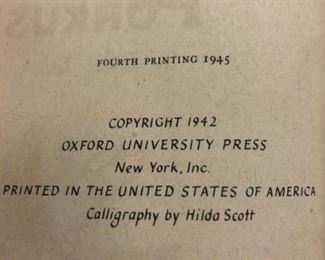 FOURTH PRINTING 1945
COPYRIGHT 1942
OXFORD UNIVERSITY PRESS
New York, Inc.
PRINTED IN THE UNITED STATES OF AMERICA
Calligraphy by Hilda Scott